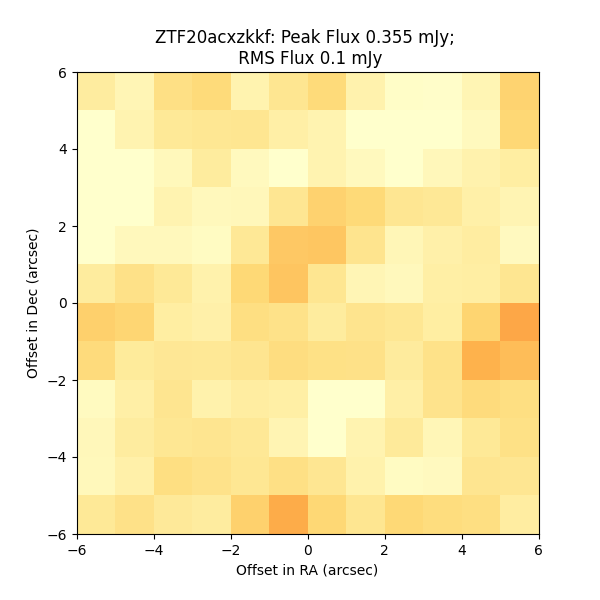 ZTF20acxzkkf: Peak Flux 0.355 mJy;
RMS Flux 0.1 mJy
6
4
2
0
−2
−4
−6
Offset in Dec (arcsec)
−6 −4 −2 0 2 4 6
Offset in RA (arcsec)